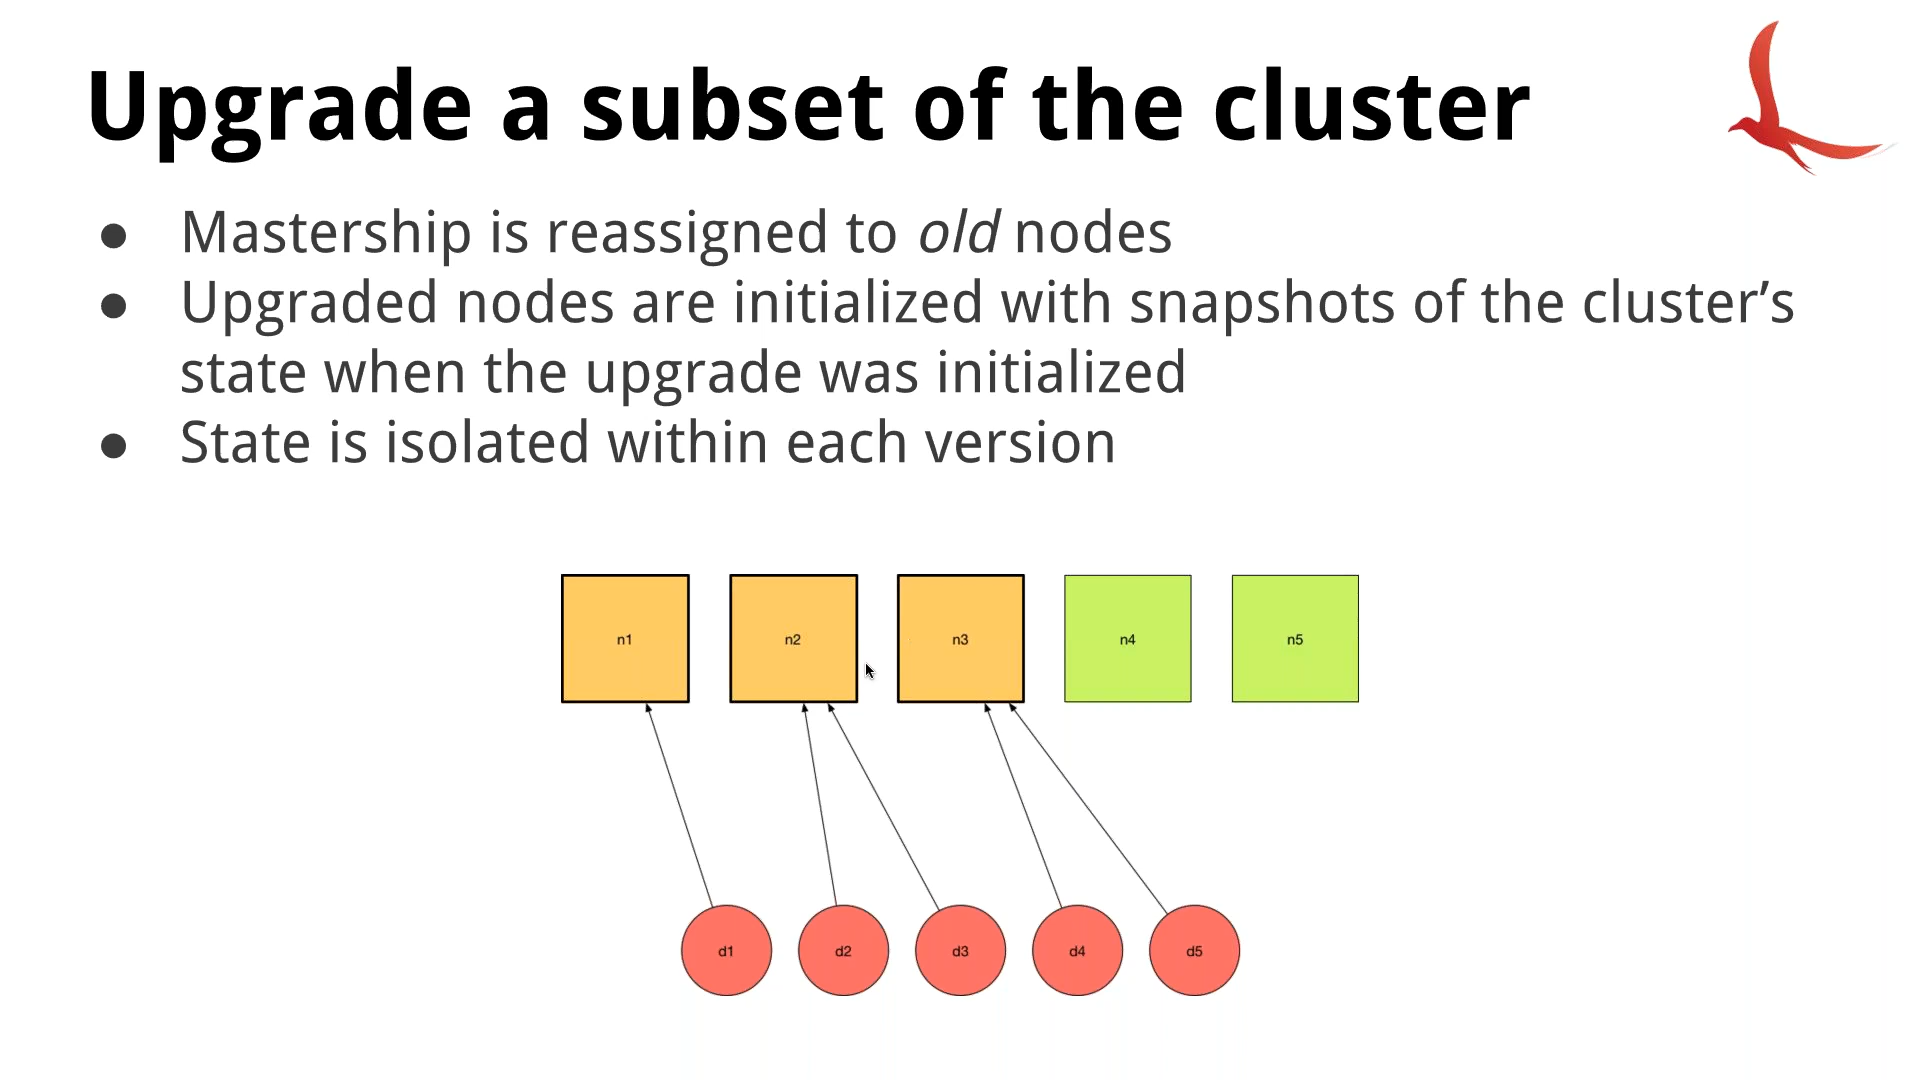 Upgrade a subset of the cluster
● Mastership is reassigned to old nodes
● Upgraded nodes are initialized with snapshots of the cluster’s
state when the upgrade was initialized
● State is isolated within each version
n1 n2 n3 n4 n5
d1 d2 d3 d4 d5